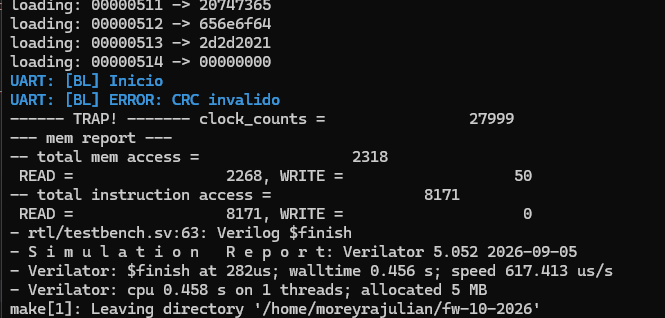 loading: 00000511 -> 20747365
loading: 00000512 -> 656e6f64
loading: 00000513 -> 2d2d2021
loading: 00000514 -> 00000000
UART: [BL] Inicio
UART: [BL] ERROR: CRC invalido
------ TRAP! ------- clock_counts =                  27999
--- mem report ---
-- total mem access =                   2318
 READ =                   2268, WRITE =                     50
-- total instruction access =                   8171
 READ =                   8171, WRITE =                      0
- rtl/testbench.sv:63: Verilog $finish
- S i m u l a t i o n   R e p o r t: Verilator 5.052 2026-09-05
- Verilator: $finish at 282us; walltime 0.456 s; speed 617.413 us/s
- Verilator: cpu 0.458 s on 1 threads; allocated 5 MB
make[1]: Leaving directory '/home/moreyrajulian/fw-10-2026'